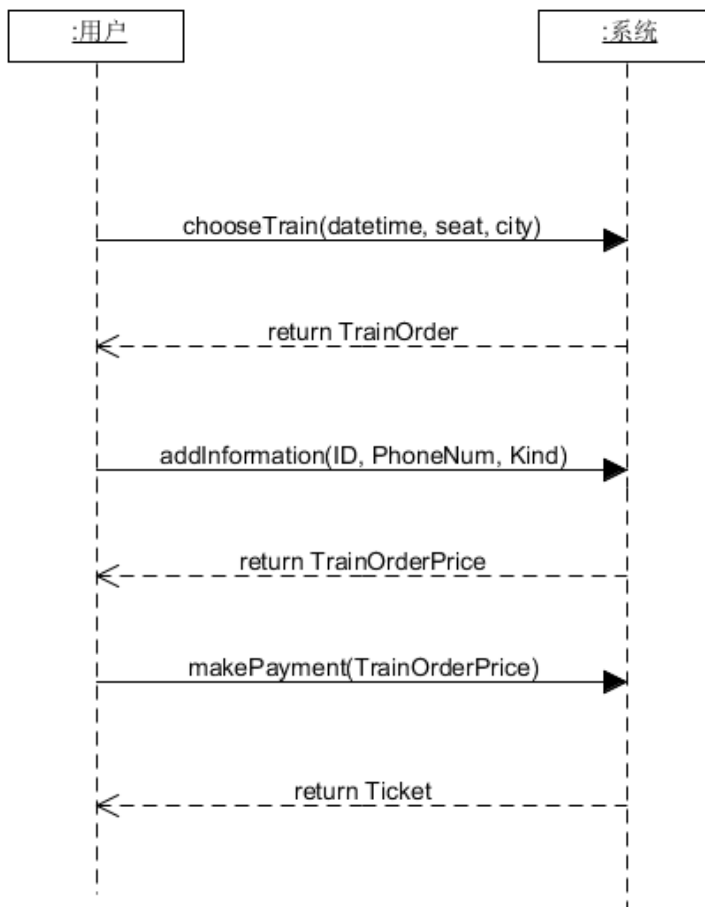 :用户
:系统
chooseTrain(datetime, seat, city)
return TrainOrder
addInformation(ID, PhoneNum, Kind)
return TrainOrderPrice
makePayment(TrainOrderPrice)
return Ticket